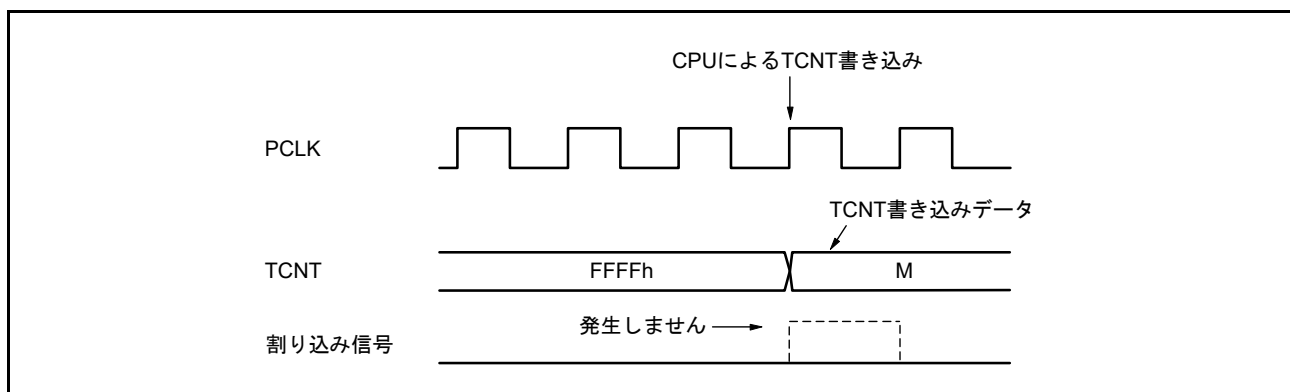 CPUによるTCNT書き込み
PCLK
TCNT書き込みデータ
TCNT
FFFFh
M
発生しません
割り込み信号